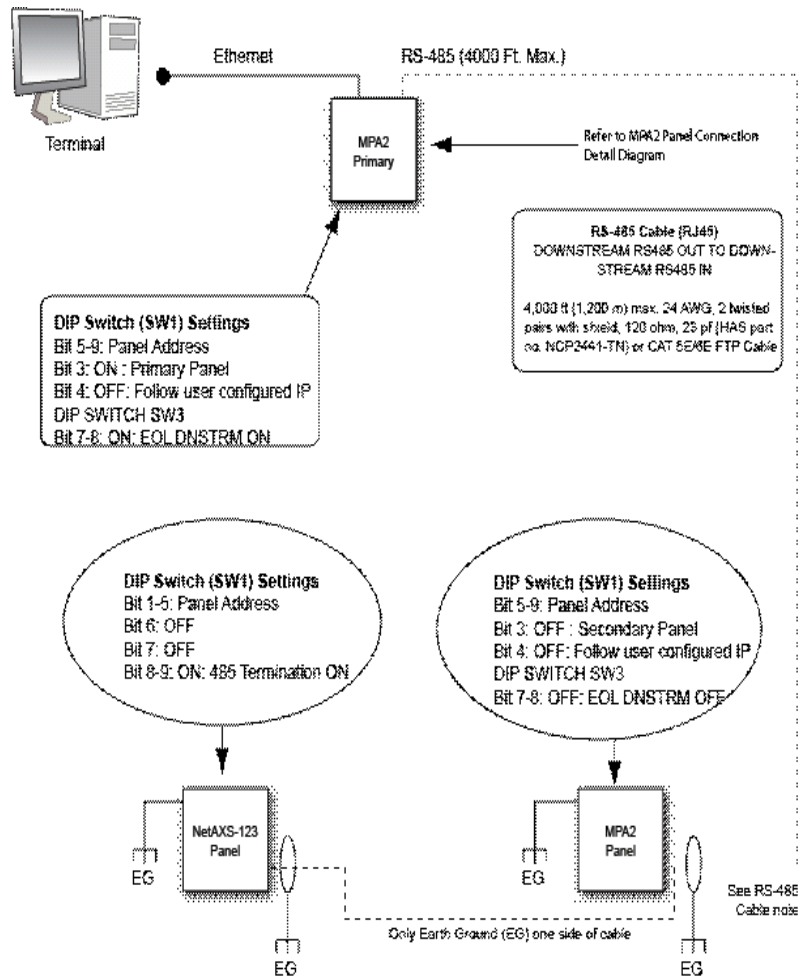 Ethernet
RS-485 (4000 Ft. Max.)
Terminal
MPA2
Primary
Refer to MPA2 Panel Connection
Detail Diagram
RS-485 Cable (RJ45)
DOWNSTREAM RS485 OUT TO DOWN-
STREAM RS485 IN
4,000 ft (1,200 m) max. 24 AWG, 2 twisted
pairs with shield, 120 ohm, 23 pf (HAS part
no. NCP2441-TN) or CAT 5E/6E FTP Cable
DIP Switch (SW1) Settings
Bit 5-9: Panel Address
Bit 3: ON : Primary Panel
Bit 4: OFF: Follow user configured IP
DIP SWITCH SW3
Bit 7-8: ON: EOL DNSTRM ON
DIP Switch (SW1) Settings
Bit 1-5: Panel Address
Bit 6: OFF
Bit 7: OFF
Bit 8-9: ON: 485 Termination ON
DIP Switch (SW1) Settings
Bit 5-9: Panel Address
Bit 3: OFF : Secondary Panel
Bit 4: OFF: Follow user configured IP
DIP SWITCH SW3
Bit 7-8: OFF: EOL DNSTRM OFF
NetAXS-123
Panel
EG
EG
MPA2
Panel
EG
EG
See RS-485
Cable note
Only Earth Ground (EG) one side of cable